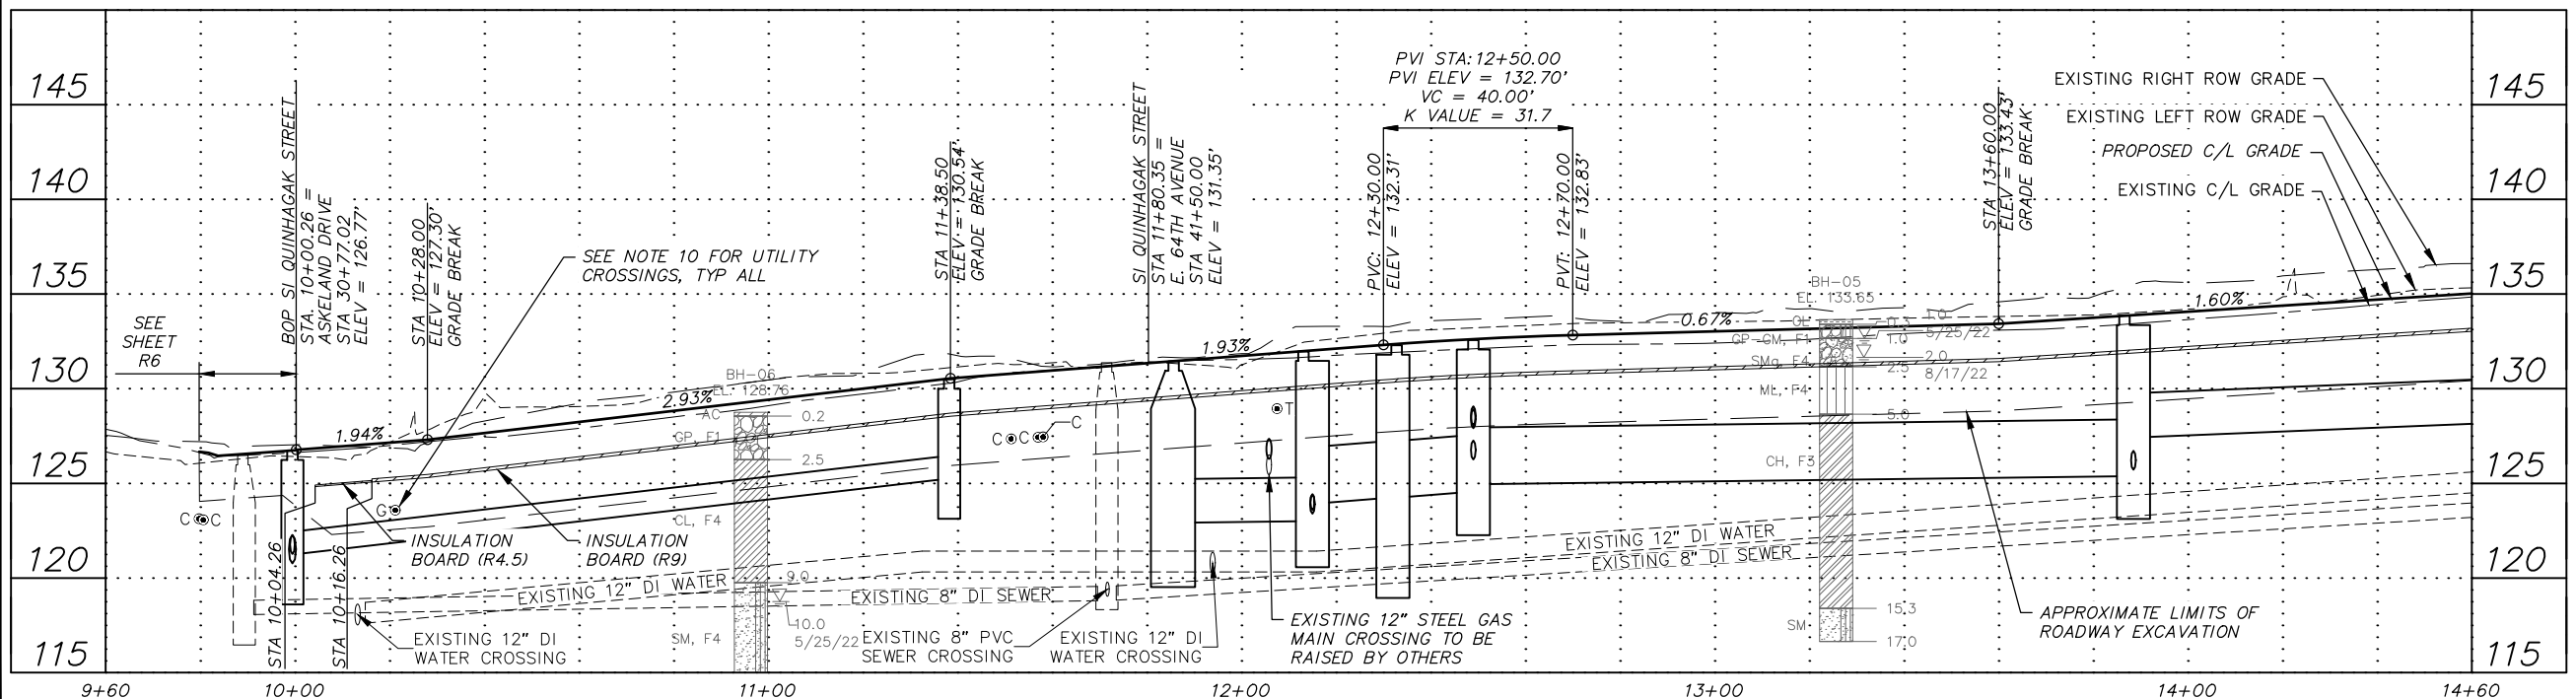 145
140
135
130
125
120
115
145
140
135
130
125
120
115
9+60
10+00
11+00
12+00
13+00
14+00
14+60
SEE
SHEET
R6
BOP SI QUINHAGAK STREET
STA. 10+00.26 =
ASKELAND DRIVE
STA 30+77.02
ELEV = 126.77'
STA 10+28.00
ELEV = 127.30'
GRADE BREAK
SEE NOTE 10 FOR UTILITY
CROSSINGS, TYP ALL
STA 11+38.50
ELEV = 130.54'
GRADE BREAK
SI QUINHAGAK STREET
STA 11+80.35 =
E. 64TH AVENUE
STA 41+50.00
ELEV = 131.35'
PVI STA:12+50.00
PVI ELEV = 132.70'
VC = 40.00'
K VALUE = 31.7
PVC: 12+30.00
ELEV = 132.31'
PVT: 12+70.00
ELEV = 132.83'
STA 13+60.00
ELEV = 133.43'
GRADE BREAK
EXISTING RIGHT ROW GRADE
EXISTING LEFT ROW GRADE
PROPOSED C/L GRADE
EXISTING C/L GRADE
1.94%
2.93%
1.93%
0.67%
1.60%
BH-06
EL. 128.76
AC
0.2
GP, F1
2.5
CL, F4
9.0
10.0
5/25/22
SM, F4
BH-05
EL. 133.65
OL
0.3
1.0
5/25/22
GP-GM, F1
1.0
SMg, F4
2.0
2.5
8/17/22
ML, F4
5.0
CH, F3
15.3
SM
17.0
C
C
G
C
C
C
T
STA 10+04.26
STA 10+16.26
INSULATION
BOARD (R4.5)
INSULATION
BOARD (R9)
EXISTING 12" DI WATER
EXISTING 8" DI SEWER
EXISTING 12" DI WATER
EXISTING 8" DI SEWER
EXISTING 12" DI
WATER CROSSING
EXISTING 8" PVC
SEWER CROSSING
EXISTING 12" DI
WATER CROSSING
EXISTING 12" STEEL GAS
MAIN CROSSING TO BE
RAISED BY OTHERS
APPROXIMATE LIMITS OF
ROADWAY EXCAVATION